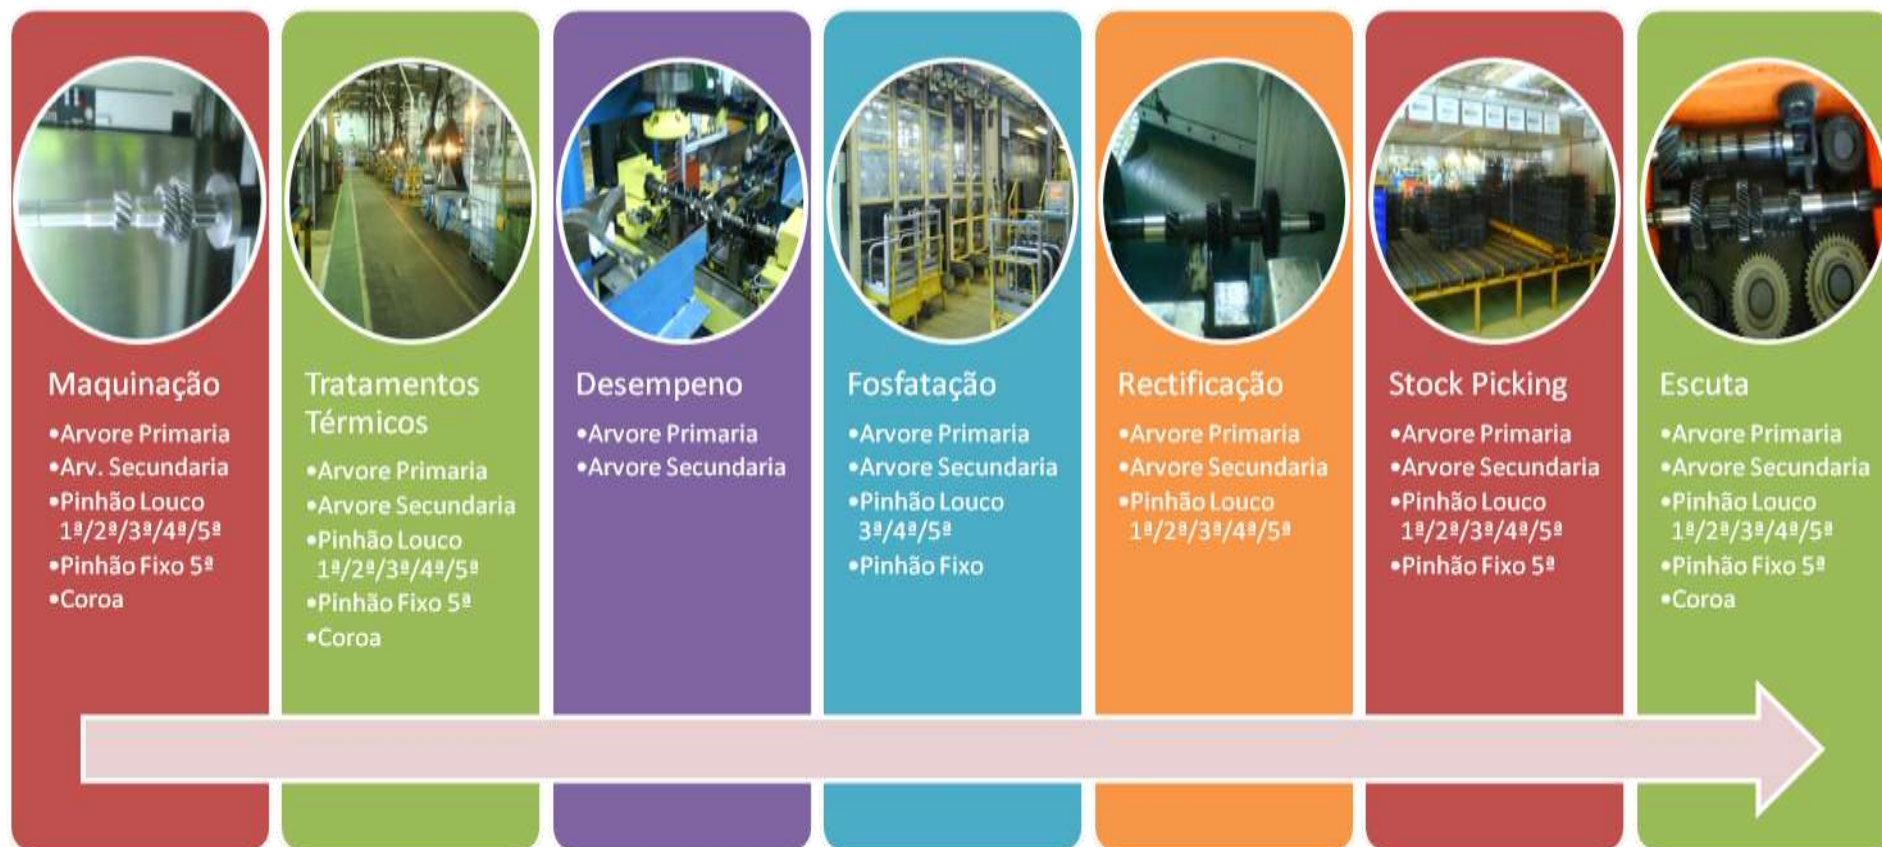 Maquinação
•Arvore Primaria
•Arv. Secundaria
•Pinhão Louco
1ª/2ª/3ª/4ª/5ª
•Pinhão Fixo 5ª
•Coroa
Tratamentos
Térmicos
•Arvore Primaria
•Arvore Secundaria
•Pinhão Louco
1ª/2ª/3ª/4ª/5ª
•Pinhão Fixo 5ª
•Coroa
Desempeno
•Arvore Primaria
•Arvore Secundaria
Fosfatação
•Arvore Primaria
•Arvore Secundaria
•Pinhão Louco
3ª/4ª/5ª
•Pinhão Fixo
Rectificação
•Arvore Primaria
•Arvore Secundaria
•Pinhão Louco
1ª/2ª/3ª/4ª/5ª
Stock Picking
•Arvore Primaria
•Arvore Secundaria
•Pinhão Louco
1ª/2ª/3ª/4ª/5ª
•Pinhão Fixo 5ª
Escuta
•Arvore Primaria
•Arvore Secundaria
•Pinhão Louco
1ª/2ª/3ª/4ª/5ª
•Pinhão Fixo 5ª
•Coroa